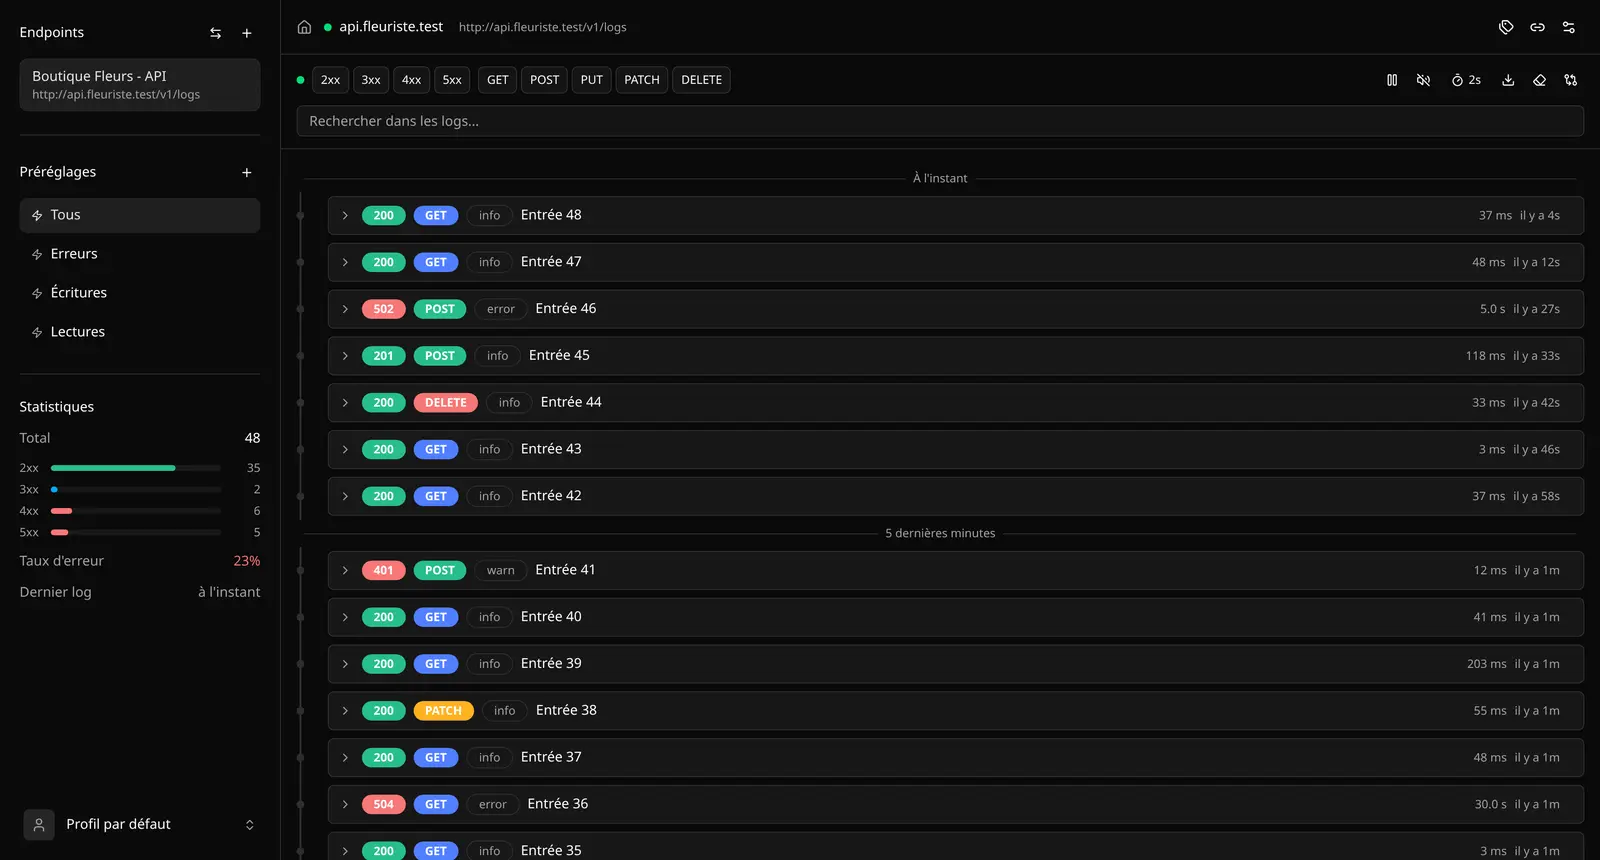 Endpoints
Boutique Fleurs - API
http://api.fleuriste.test/v1/logs
Préréglages
Tous
Erreurs
Écritures
Lectures
Statistiques
Total 48
2xx 35
3xx 2
4xx 6
5xx 5
Taux d'erreur 23%
Dernier log à l'instant
Profil par défaut
api.fleuriste.test http://api.fleuriste.test/v1/logs
2xx 3xx 4xx 5xx GET POST PUT PATCH DELETE 2s
Rechercher dans les logs...
À l'instant
200 GET info Entrée 48 37 ms il y a 4s
200 GET info Entrée 47 48 ms il y a 12s
502 POST error Entrée 46 5.0 s il y a 27s
201 POST info Entrée 45 118 ms il y a 33s
200 DELETE info Entrée 44 33 ms il y a 42s
200 GET info Entrée 43 3 ms il y a 46s
200 GET info Entrée 42 37 ms il y a 58s
5 dernières minutes
401 POST warn Entrée 41 12 ms il y a 1m
200 GET info Entrée 40 41 ms il y a 1m
200 GET info Entrée 39 203 ms il y a 1m
200 PATCH info Entrée 38 55 ms il y a 1m
200 GET info Entrée 37 48 ms il y a 1m
504 GET error Entrée 36 30.0 s il y a 1m
200 GET info Entrée 35 3 ms il y a 1m